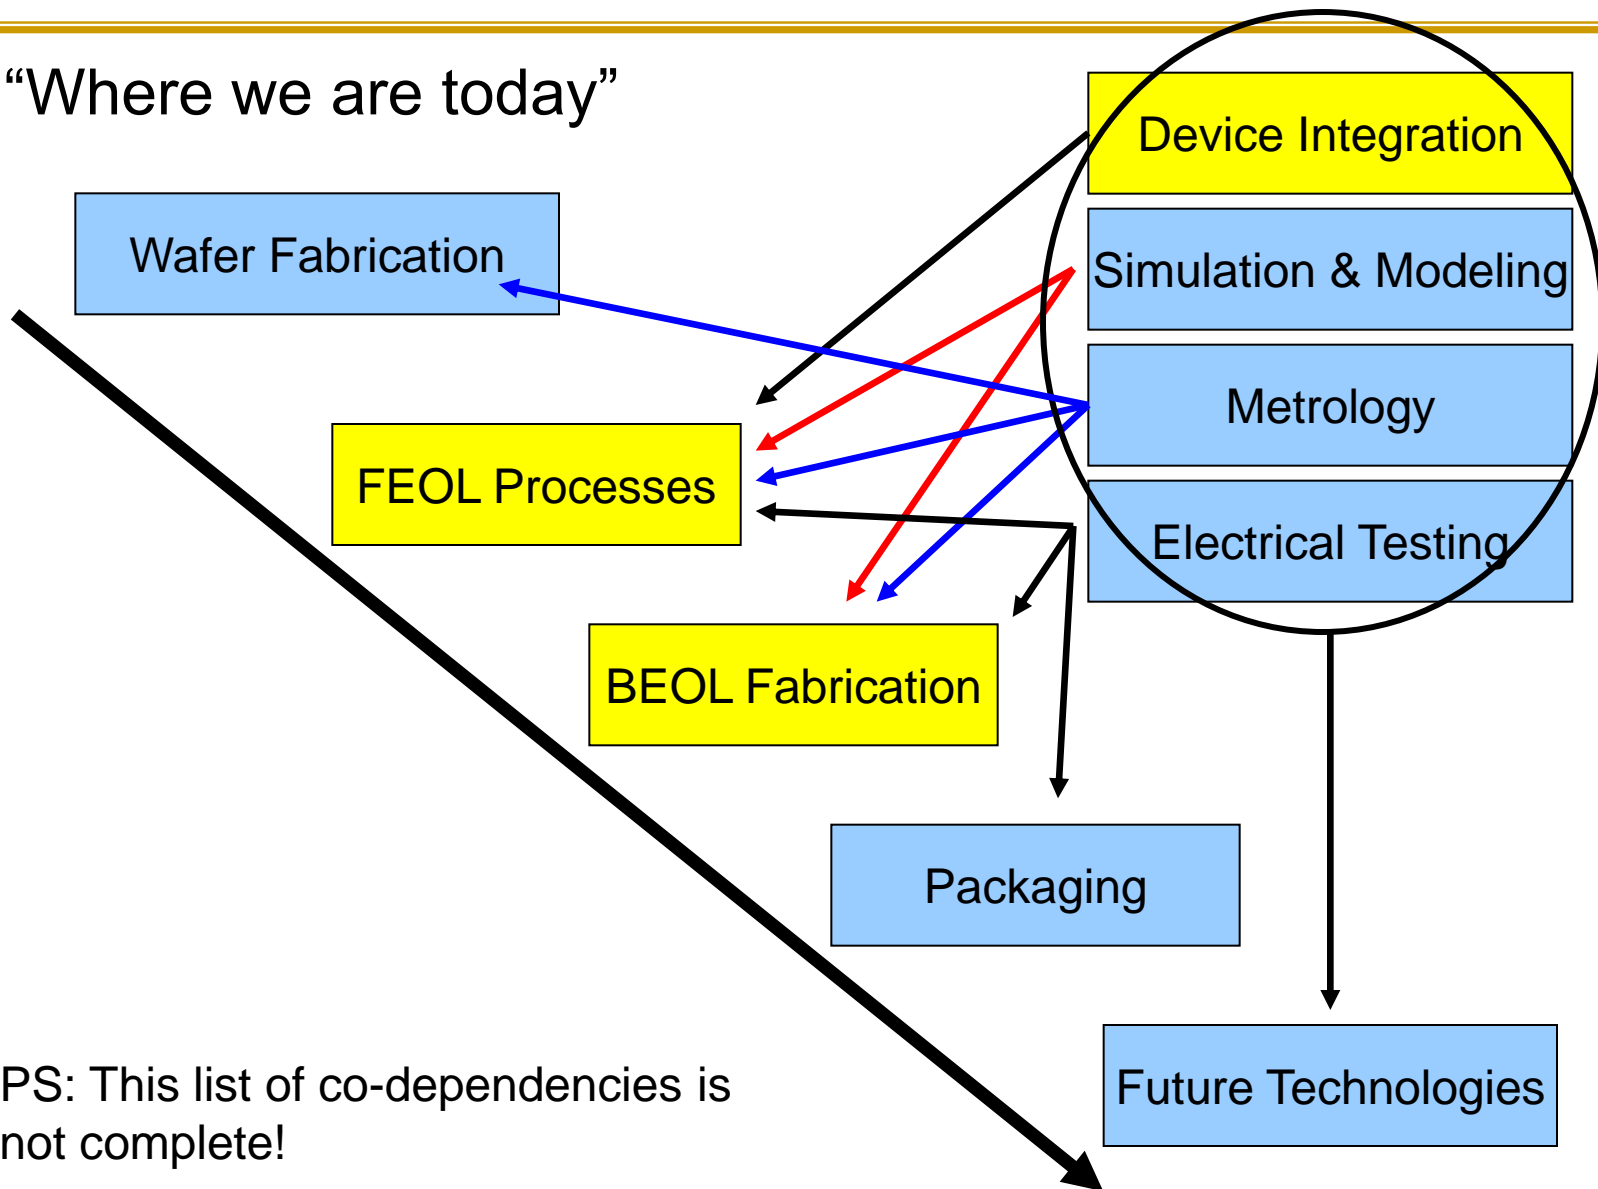 “Where we are today”
Device Integration
Wafer Fabrication
Simulation & Modeling
Metrology
FEOL Processes
Electrical Testing
BEOL Fabrication
Packaging
Future Technologies
PS: This list of co-dependencies is
not complete!